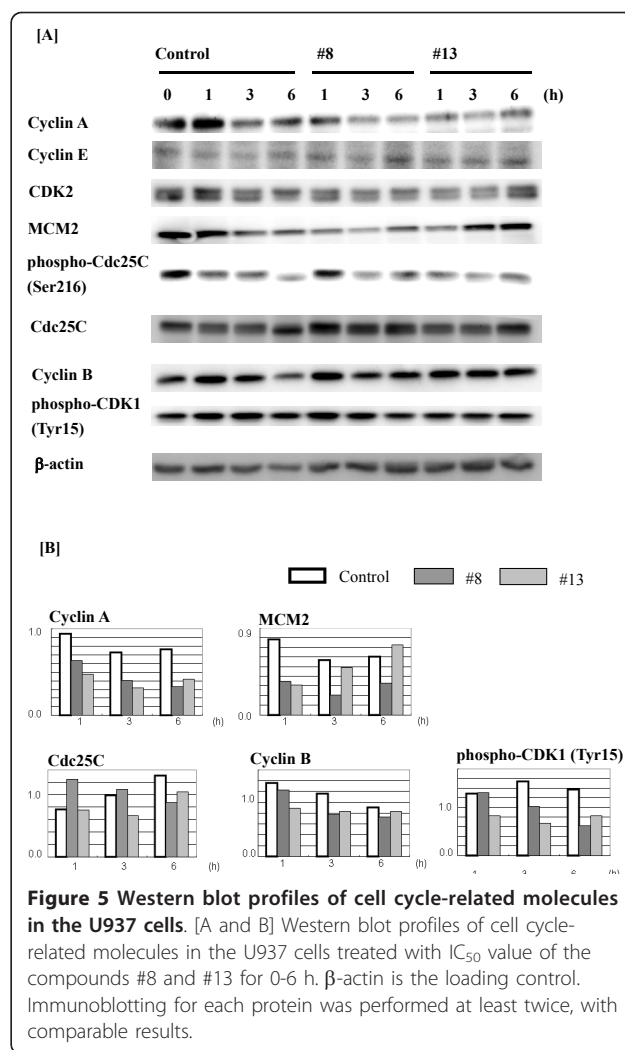 [A]
Control #8 #13
0 1 3 6 1 3 6 1 3 6 (h)
Cyclin A
Cyclin E
CDK2
MCM2
phospho-Cdc25C
(Ser216)
Cdc25C
Cyclin B
phospho-CDK1
(Tyr15)
β-actin
[B]
Control #8 #13
Cyclin A
1.0
0.0
1 3 6 (h)
MCM2
0.9
0.0
1 3 6 (h)
Cdc25C
1.0
0.0
1 3 6 (h)
Cyclin B
1.0
0.0
1 3 6 (h)
phospho-CDK1 (Tyr15)
1.0
0.0
1 3 6 (h)
Figure 5 Western blot profiles of cell cycle-related molecules
in the U937 cells. [A and B] Western blot profiles of cell cycle-
related molecules in the U937 cells treated with IC50 value of the
compounds #8 and #13 for 0-6 h. β-actin is the loading control.
Immunoblotting for each protein was performed at least twice, with
comparable results.